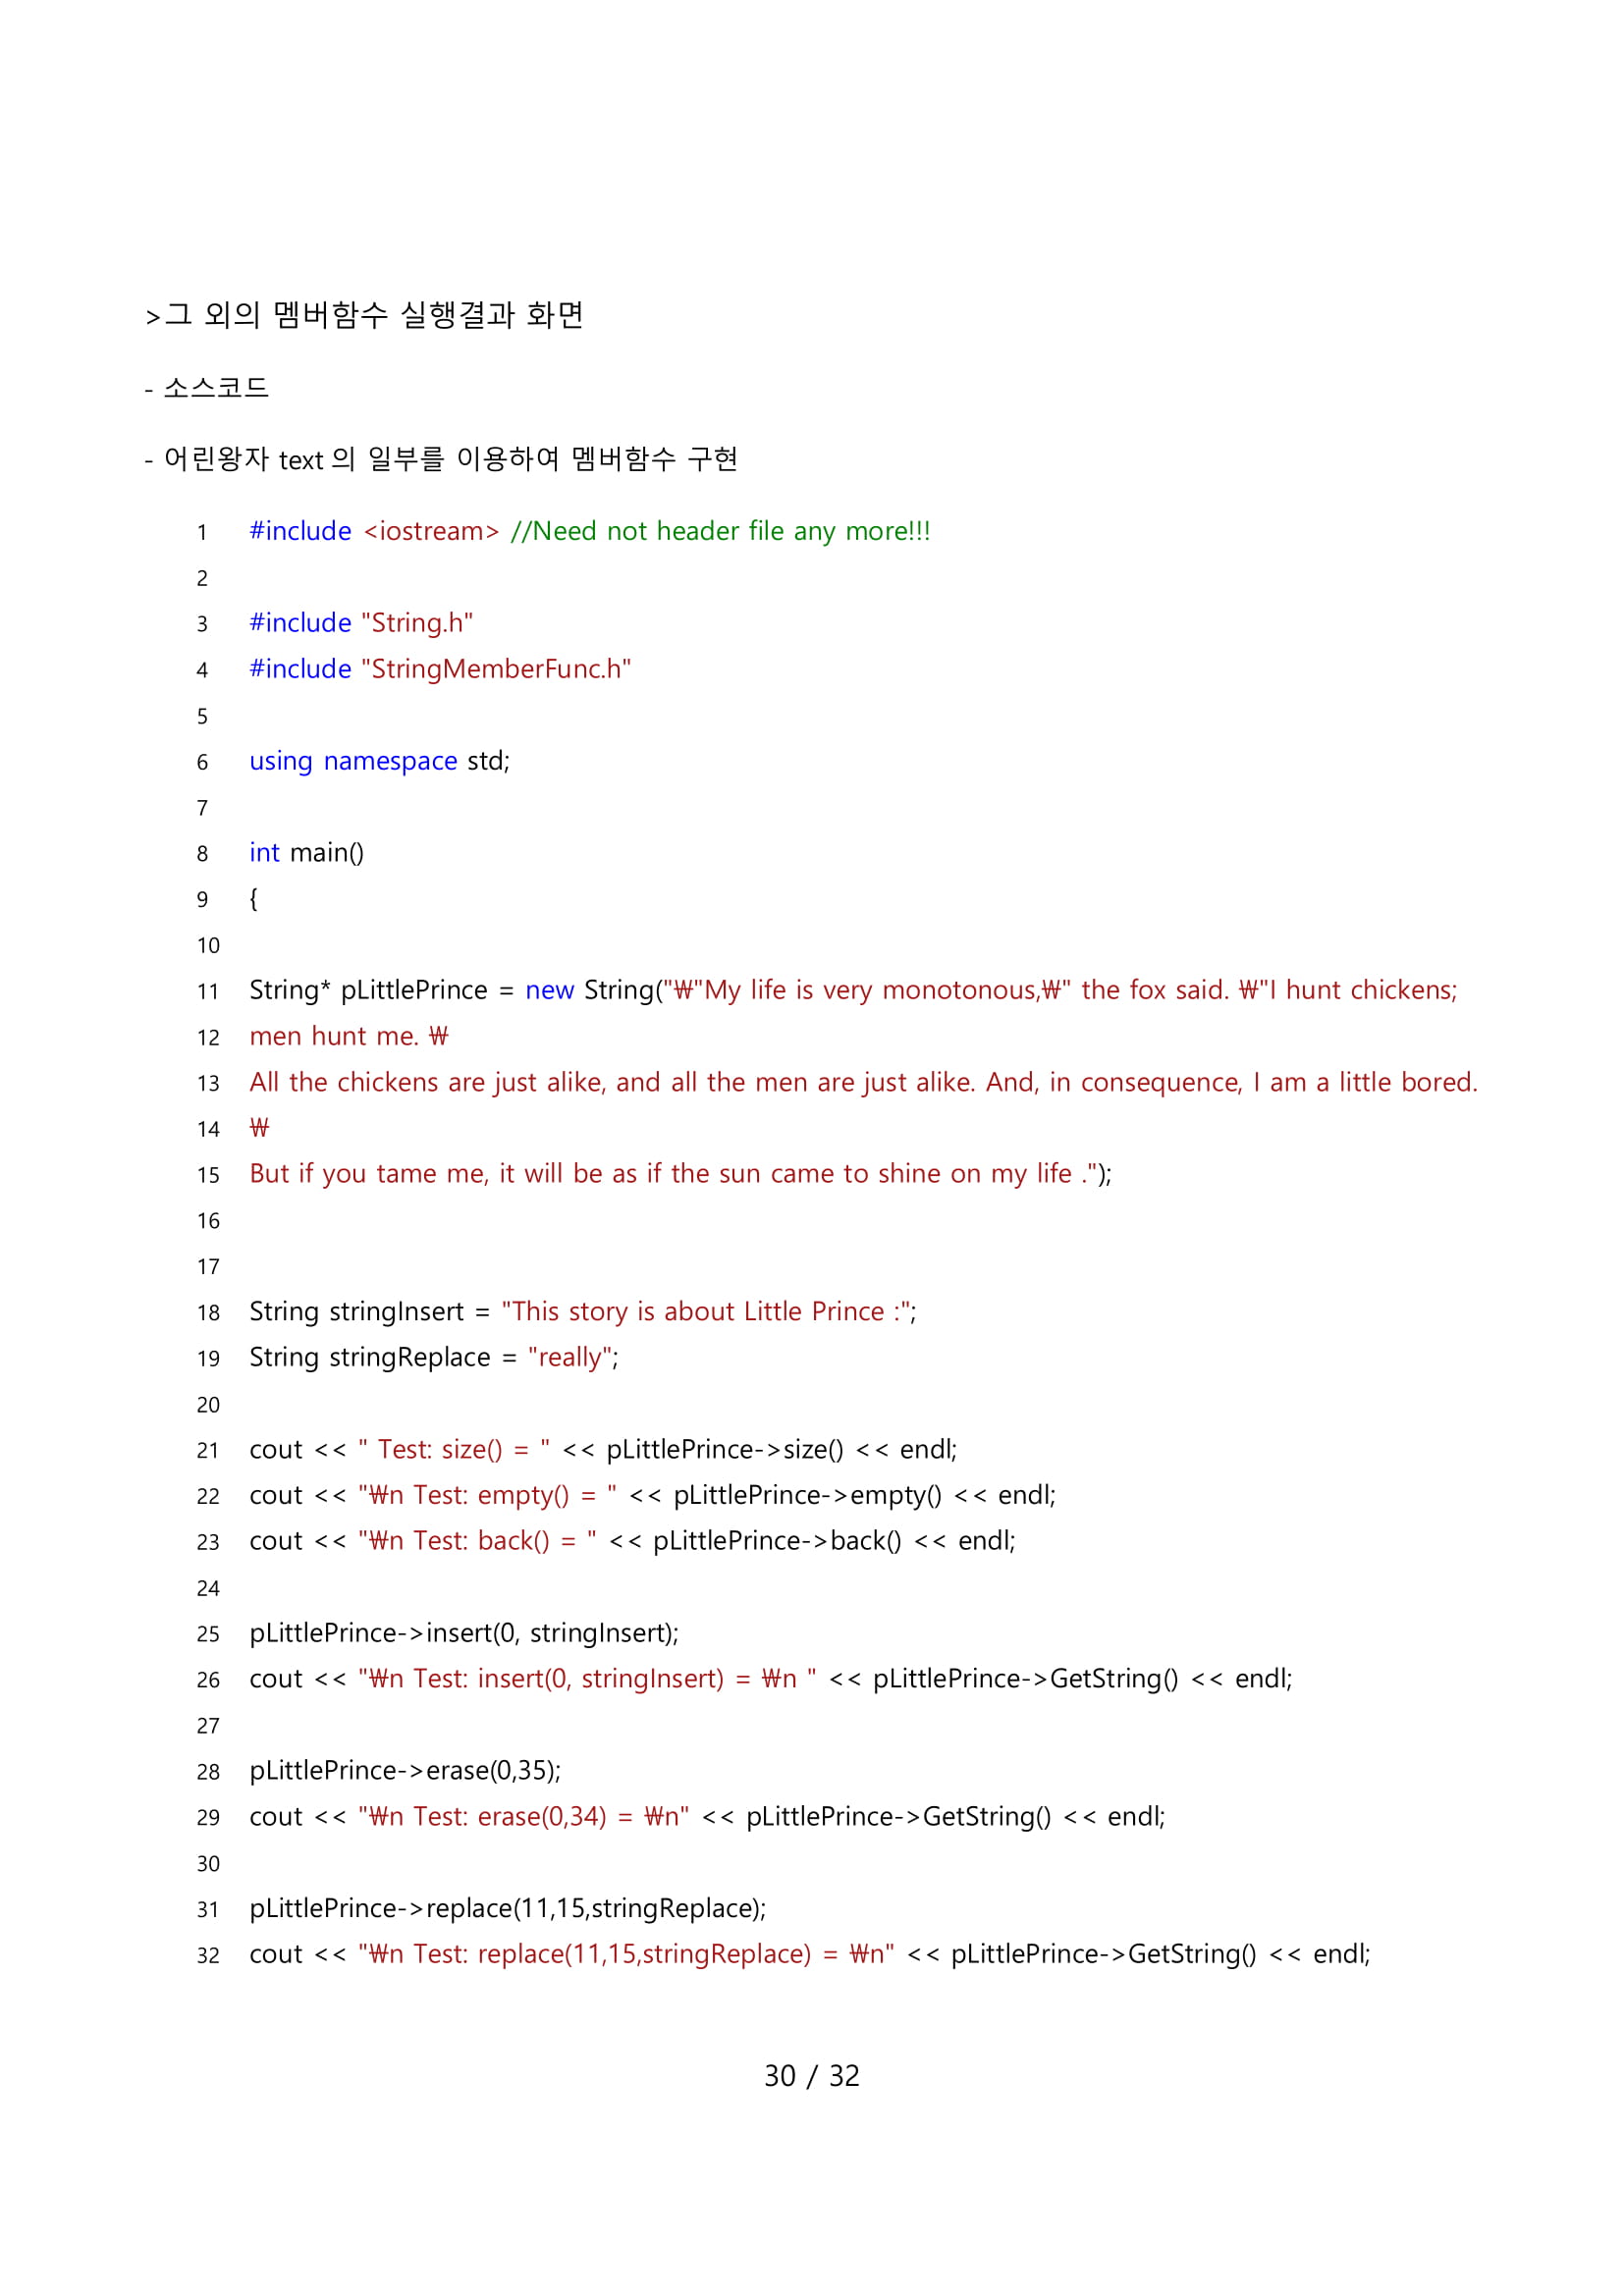 >그 외의 멤버함수 실행결과 화면
- 소스코드
- 어린왕자 text 의 일부를 이용하여 멤버함수 구현
1 #include <iostream> //Need not header file any more!!!
2
3 #include "String.h"
4 #include "StringMemberFunc.h"
5
6 using namespace std;
7
8 int main()
9 {
10
11 String* pLittlePrince = new String("₩"My life is very monotonous,₩" the fox said. ₩"I hunt chickens;
12 men hunt me. ₩
13 All the chickens are just alike, and all the men are just alike. And, in consequence, I am a little bored.
14 ₩
15 But if you tame me, it will be as if the sun came to shine on my life .");
16
17
18 String stringInsert = "This story is about Little Prince :";
19 String stringReplace = "really";
20
21 cout << " Test: size() = " << pLittlePrince->size() << endl;
22 cout << "₩n Test: empty() = " << pLittlePrince->empty() << endl;
23 cout << "₩n Test: back() = " << pLittlePrince->back() << endl;
24
25 pLittlePrince->insert(0, stringInsert);
26 cout << "₩n Test: insert(0, stringInsert) = ₩n " << pLittlePrince->GetString() << endl;
27
28 pLittlePrince->erase(0,35);
29 cout << "₩n Test: erase(0,34) = ₩n" << pLittlePrince->GetString() << endl;
30
31 pLittlePrince->replace(11,15,stringReplace);
32 cout << "₩n Test: replace(11,15,stringReplace) = ₩n" << pLittlePrince->GetString() << endl;
30 / 32